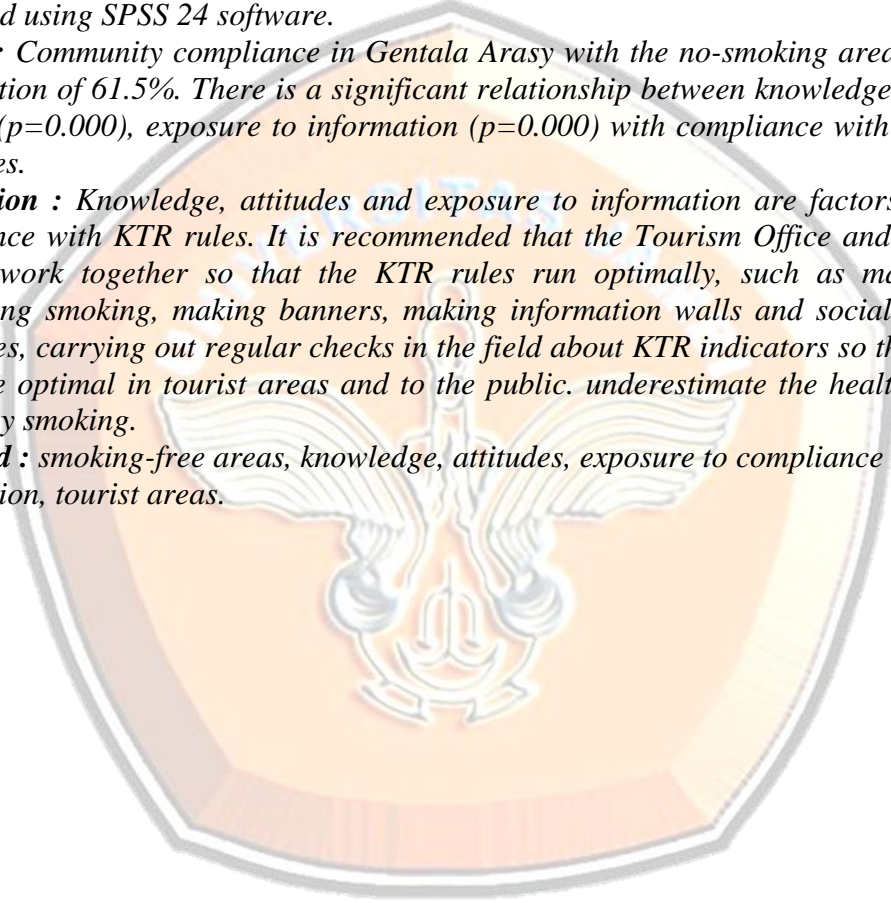 d using SPSS 24 software.
: Community compliance in Gentala Arasy with the no-smoking area
tion of 61.5%. There is a significant relationship between knowledge
(p=0.000), exposure to information (p=0.000) with compliance with
es.
ion : Knowledge, attitudes and exposure to information are factors
nce with KTR rules. It is recommended that the Tourism Office and
work together so that the KTR rules run optimally, such as ma
ng smoking, making banners, making information walls and social
es, carrying out regular checks in the field about KTR indicators so th
e optimal in tourist areas and to the public. underestimate the healt
y smoking.
d : smoking-free areas, knowledge, attitudes, exposure to compliance
ion, tourist areas.
UNIVERSITAS